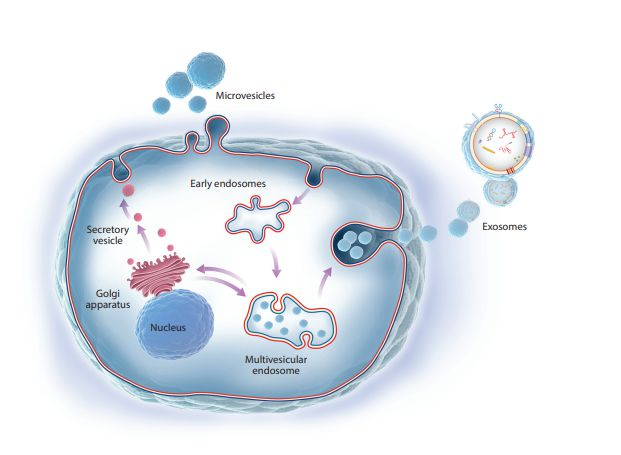 Microvesicles
Early endosomes
Secretory
vesicle
Exosomes
Golgi
apparatus
Nucleus
Multivesicular
endosome